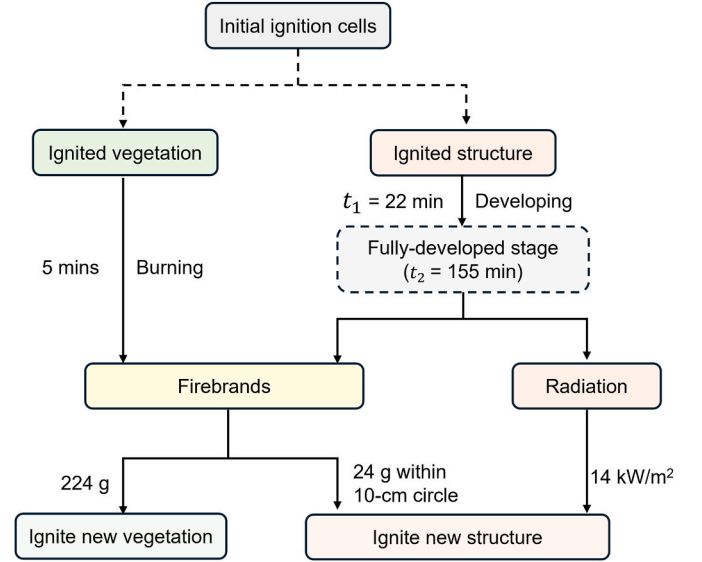 Initial ignition cells
Ignited vegetation
Ignited structure
t₁ = 22 min
Developing
Fully-developed stage
(t₂ = 155 min)
5 mins
Burning
Firebrands
Radiation
224 g
24 g within
10-cm circle
14 kW/m²
Ignite new vegetation
Ignite new structure